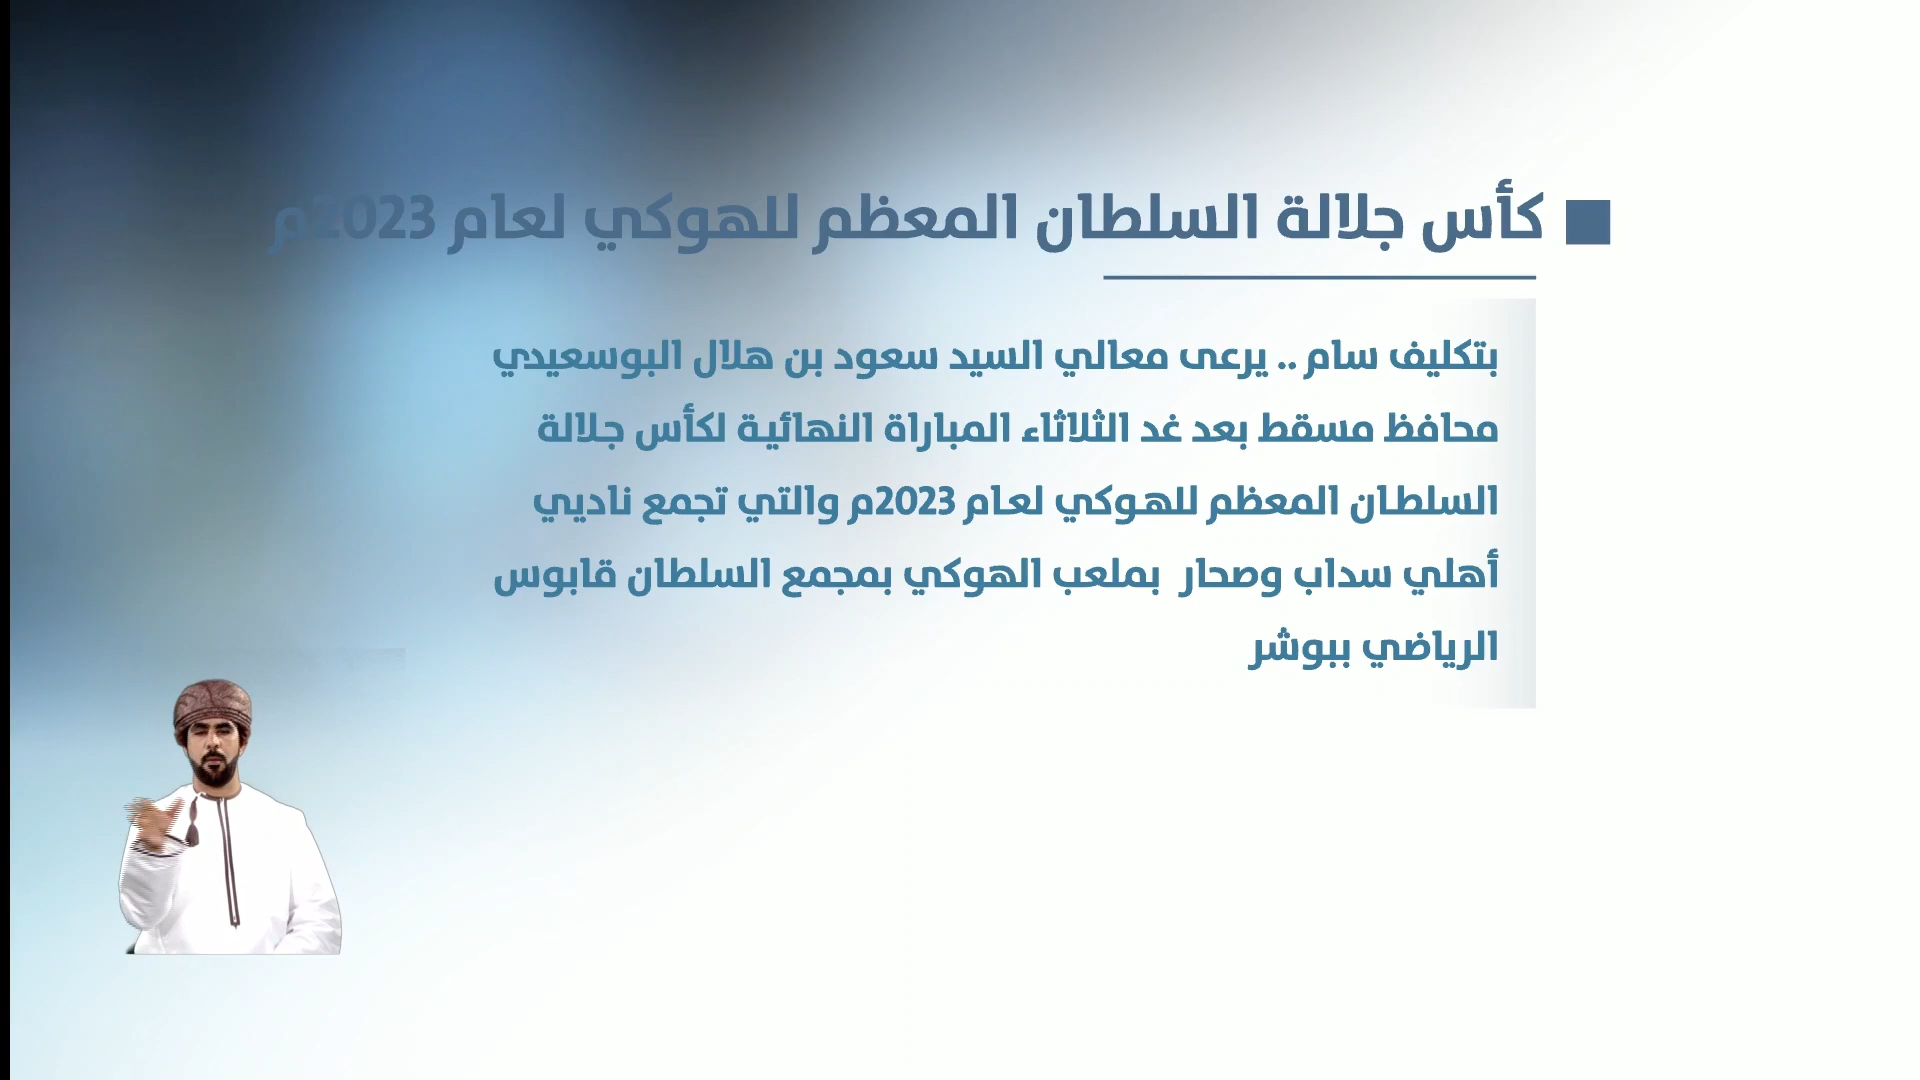 كأس جلالة السلطان المعظم للهوكي لعام 2023م
بتكليف سام .. يرعى معالي السيد سعود بن هلال البوسعيدي
محافظ مسقط بعد غد الثلاثاء المباراة النهائية لكأس جلالة
السلطان المعظم للهوكي لعام 2023م والتي تجمع ناديي
أهلي سداب وصحار بملعب الهوكي بمجمع السلطان قابوس
الرياضي ببوشر